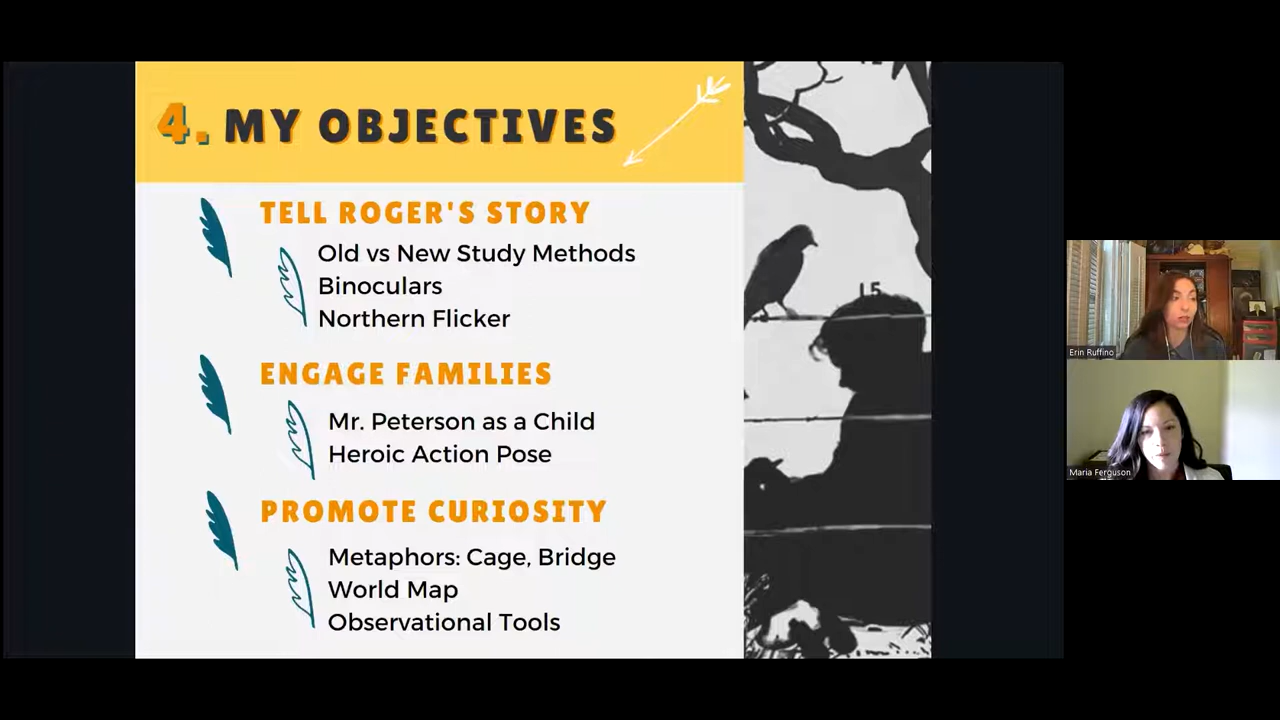 4. MY OBJECTIVES
TELL ROGER'S STORY
Old vs New Study Methods
Binoculars
Northern Flicker
ENGAGE FAMILIES
Mr. Peterson as a Child
Heroic Action Pose
PROMOTE CURIOSITY
Metaphors: Cage, Bridge
World Map
Observational Tools
15
Erin Ruffino
Maria Ferguson